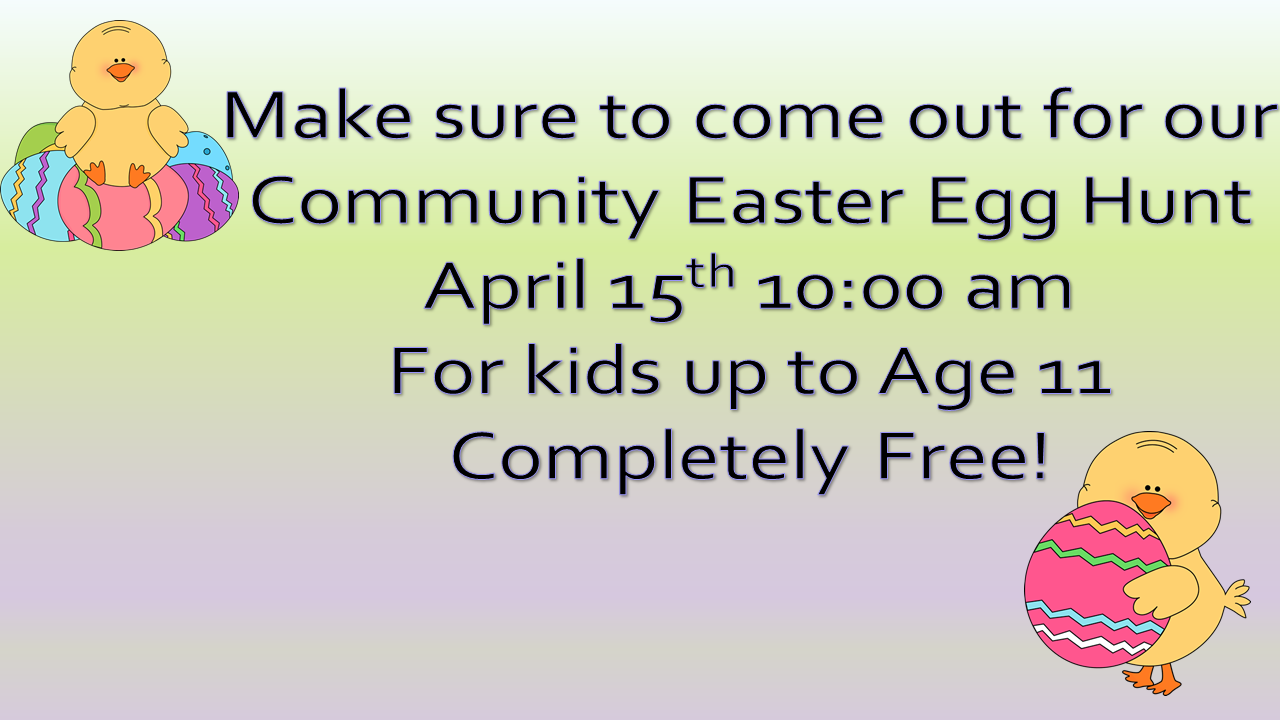 Make sure to come out for our
Community Easter Egg Hunt
April 15th 10:00 am
For kids up to Age 11
Completely Free!